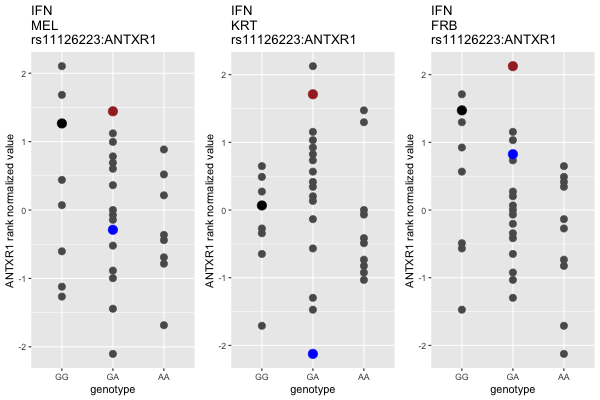 IFN
MEL
rs11126223:ANTXR1
ANTXR1 rank normalized value
2
1
0
-1
-2
GG
GA
AA
genotype
IFN
KRT
rs11126223:ANTXR1
ANTXR1 rank normalized value
2
1
0
-1
-2
GG
GA
AA
genotype
IFN
FRB
rs11126223:ANTXR1
ANTXR1 rank normalized value
2
1
0
-1
-2
GG
GA
AA
genotype